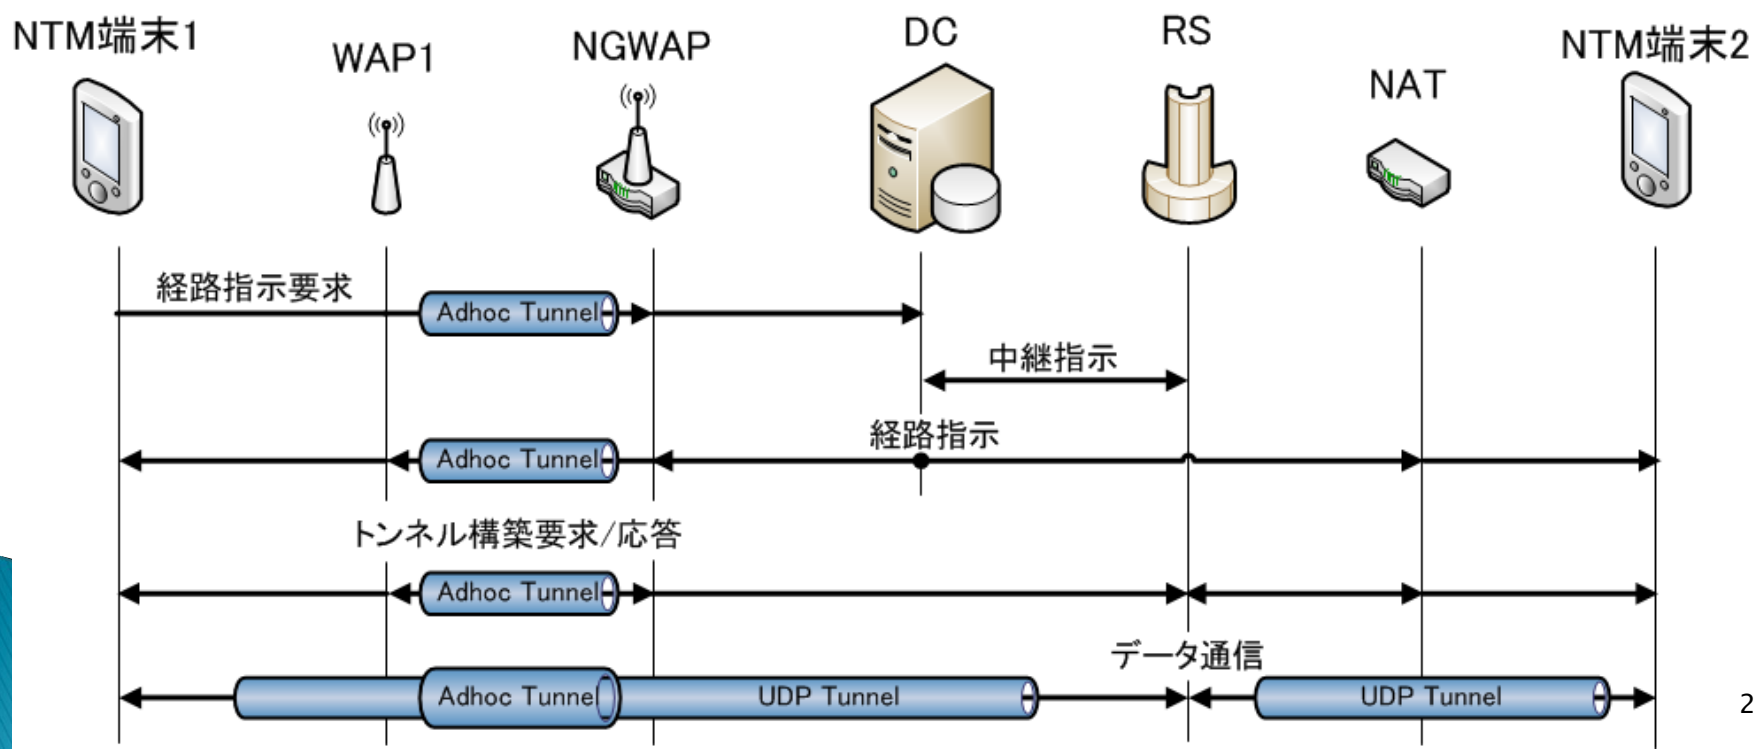 NTM端末1
WAP1
NGWAP
DC
RS
NAT
NTM端末2
経路指示要求
Adhoc Tunnel
中継指示
経路指示
Adhoc Tunnel
トンネル構築要求/応答
Adhoc Tunnel
データ通信
Adhoc Tunnel
UDP Tunnel
UDP Tunnel
2